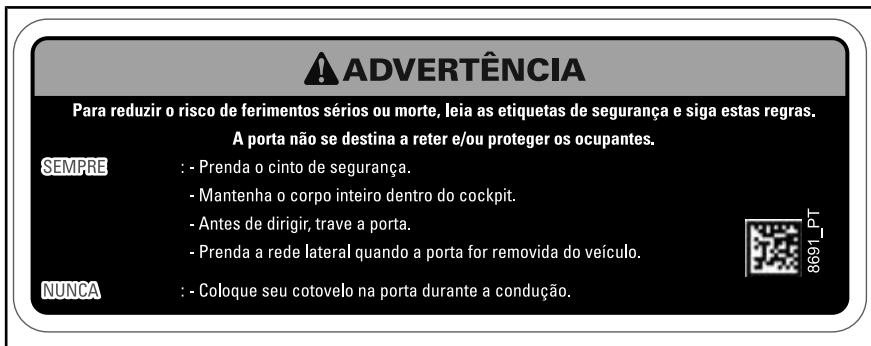 ADVERTÊNCIA
Para reduzir o risco de ferimentos sérios ou morte, leia as etiquetas de segurança e siga estas regras.
A porta não se destina a reter e/ou proteger os ocupantes.
SEMPRE : - Prenda o cinto de segurança.
- Mantenha o corpo inteiro dentro do cockpit.
- Antes de dirigir, trave a porta.
- Prenda a rede lateral quando a porta for removida do veículo.
NUNCA : - Coloque seu cotovelo na porta durante a condução.
8691_PT